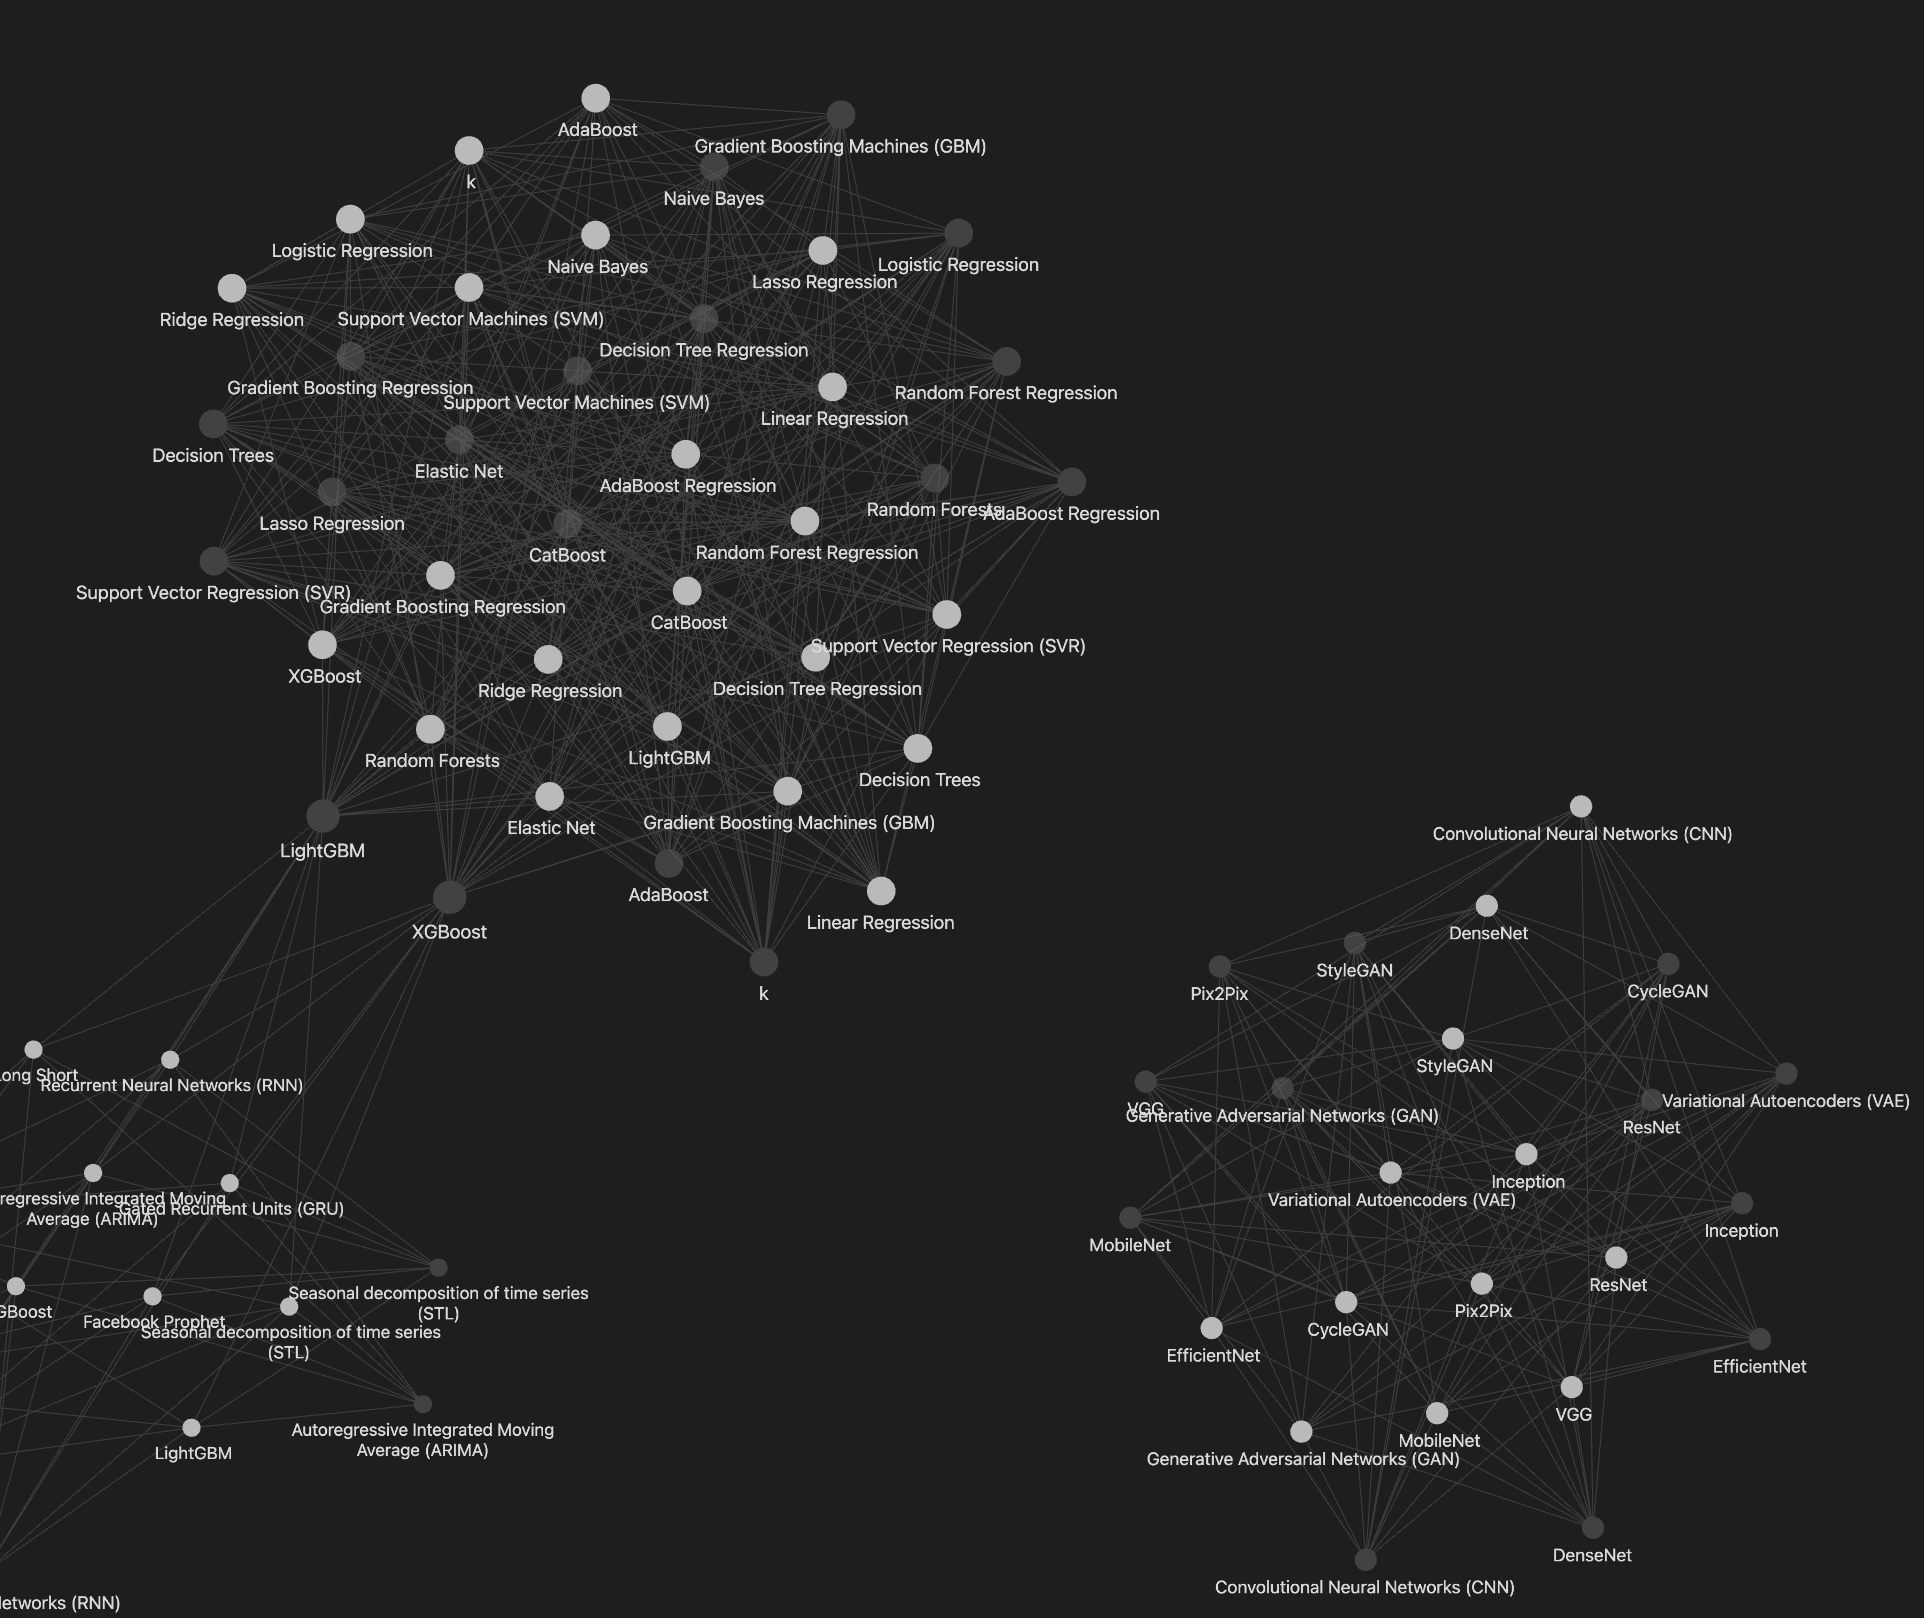 AdaBoost
Gradient Boosting Machines (GBM)
k
Naive Bayes
Logistic Regression
Naive Bayes
Lasso Regression
Logistic Regression
Ridge Regression
Support Vector Machines (SVM)
Decision Tree Regression
Gradient Boosting Regression
Support Vector Machines (SVM)
Random Forest Regression
Linear Regression
Decision Trees
Elastic Net
AdaBoost Regression
Random Forests
AdaBoost Regression
Lasso Regression
CatBoost
Random Forest Regression
Support Vector Regression (SVR)
Gradient Boosting Regression
CatBoost
Support Vector Regression (SVR)
XGBoost
Ridge Regression
Decision Tree Regression
Random Forests
LightGBM
Decision Trees
Elastic Net
Gradient Boosting Machines (GBM)
LightGBM
AdaBoost
Linear Regression
XGBoost
k
Convolutional Neural Networks (CNN)
DenseNet
StyleGAN
Pix2Pix
CycleGAN
StyleGAN
VGG
Generative Adversarial Networks (GAN)
Variational Autoencoders (VAE)
ResNet
Inception
Variational Autoencoders (VAE)
MobileNet
Inception
ResNet
Pix2Pix
CycleGAN
EfficientNet
EfficientNet
VGG
MobileNet
Generative Adversarial Networks (GAN)
DenseNet
Convolutional Neural Networks (CNN)
ong Short
Recurrent Neural Networks (RNN)
regressive Integrated Moving
Average (ARIMA)
Gated Recurrent Units (GRU)
Seasonal decomposition of time series
(STL)
GBoost
Facebook Prophet
Seasonal decomposition of time series
(STL)
Autoregressive Integrated Moving
Average (ARIMA)
LightGBM
etworks (RNN)